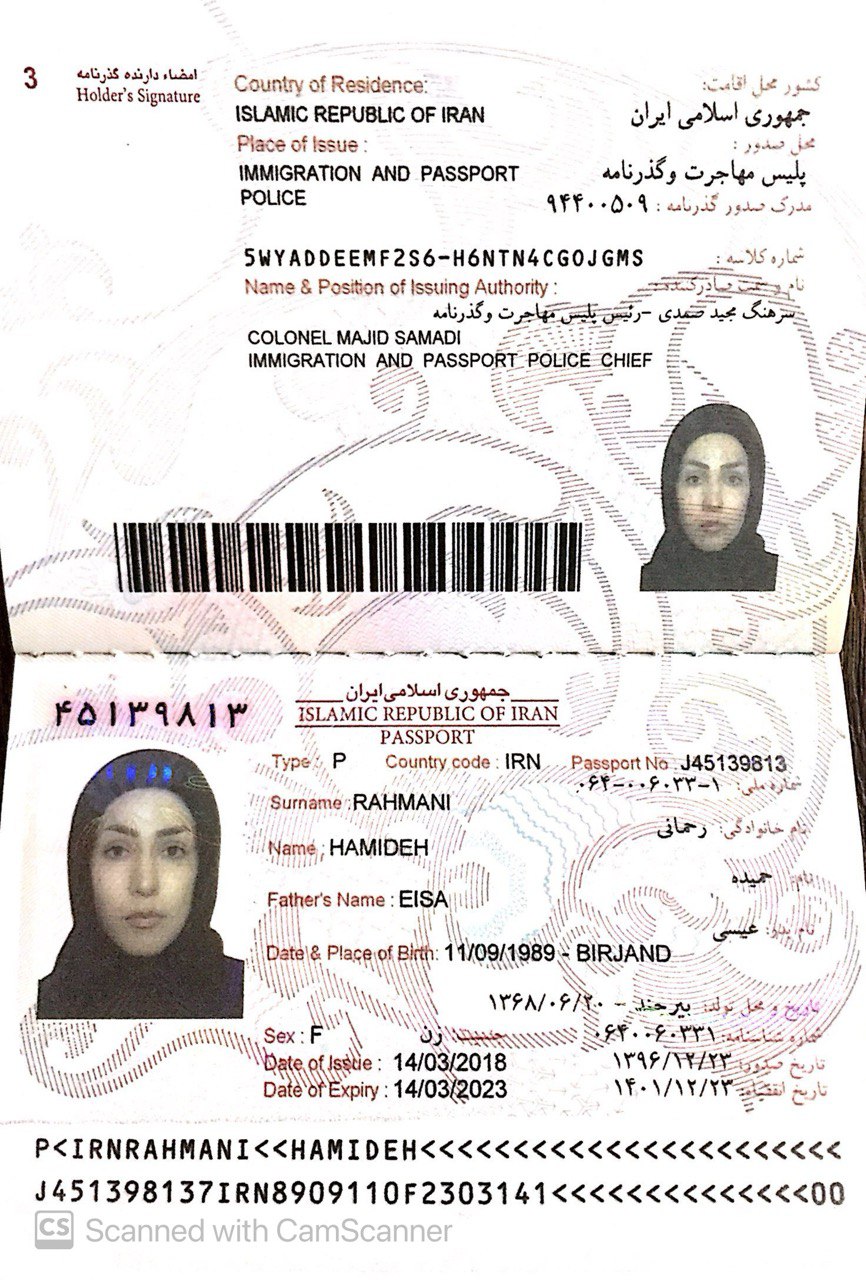 3
امضاء دارنده گذرنامه
Holder's Signature
Country of Residence:
کشور محل اقامت:
ISLAMIC REPUBLIC OF IRAN
جمهوری اسلامی ایران
Place of Issue :
محل صدور :
IMMIGRATION AND PASSPORT POLICE
پلیس مهاجرت وگذرنامه
مدرک صدور گذرنامه : ۹۴۴۰۰۵۰۹
5WYADDEEMF2S6-H6NTN4CGOJGMS
شماره کلاسه :
Name & Position of Issuing Authority :
نام و سمت صادرکننده :
سرهنگ مجید صمدی -رئیس پلیس مهاجرت وگذرنامه
COLONEL MAJID SAMADI
IMMIGRATION AND PASSPORT POLICE CHIEF
۴۵۱۳۹۸۱۳
جمهوری اسلامی ایران
ISLAMIC REPUBLIC OF IRAN
PASSPORT
Type : P Country code : IRN Passport No : J45139813
شماره ملی: ۰۶۴-۰۰۶۰۳۳-۱
Surname : RAHMANI
نام خانوادگی: رحمانی
Name : HAMIDEH
نام: حمیده
Father's Name : EISA
نام پدر: عیسی
Date & Place of Birth: 11/09/1989 - BIRJAND
تاریخ و محل تولد: بیرجند - ۱۳۶۸/۰۶/۲۰
Sex : F
جنسیت: زن
شماره شناسنامه: ۰۶۴۰۰۶۰۳۳۱
Date of Issue : 14/03/2018
تاریخ صدور: ۱۳۹۶/۱۲/۲۳
Date of Expiry : 14/03/2023
تاریخ انقضاء: ۱۴۰۱/۱۲/۲۳
P<IRNRAHMANI<<HAMIDEH<<<<<<<<<<<<<<<<<<<<<<<
J451398137IRN8909110F2303141<<<<<<<<<<<<<<00
CS Scanned with CamScanner